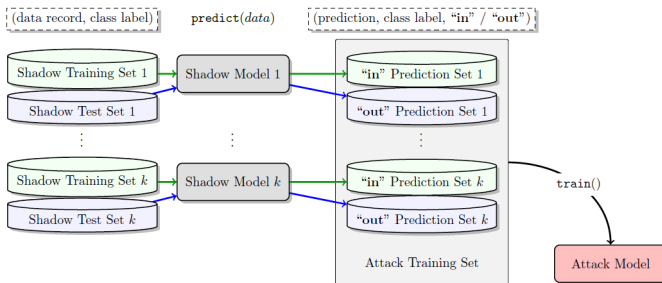 (data record, class label) predict(data) (prediction, class label, “in” / “out”)
Shadow Training Set 1 Shadow Model 1 “in” Prediction Set 1
Shadow Test Set 1 “out” Prediction Set 1
⋮ ⋮ ⋮
Shadow Training Set k Shadow Model k “in” Prediction Set k
train()
Shadow Test Set k “out” Prediction Set k
Attack Training Set Attack Model